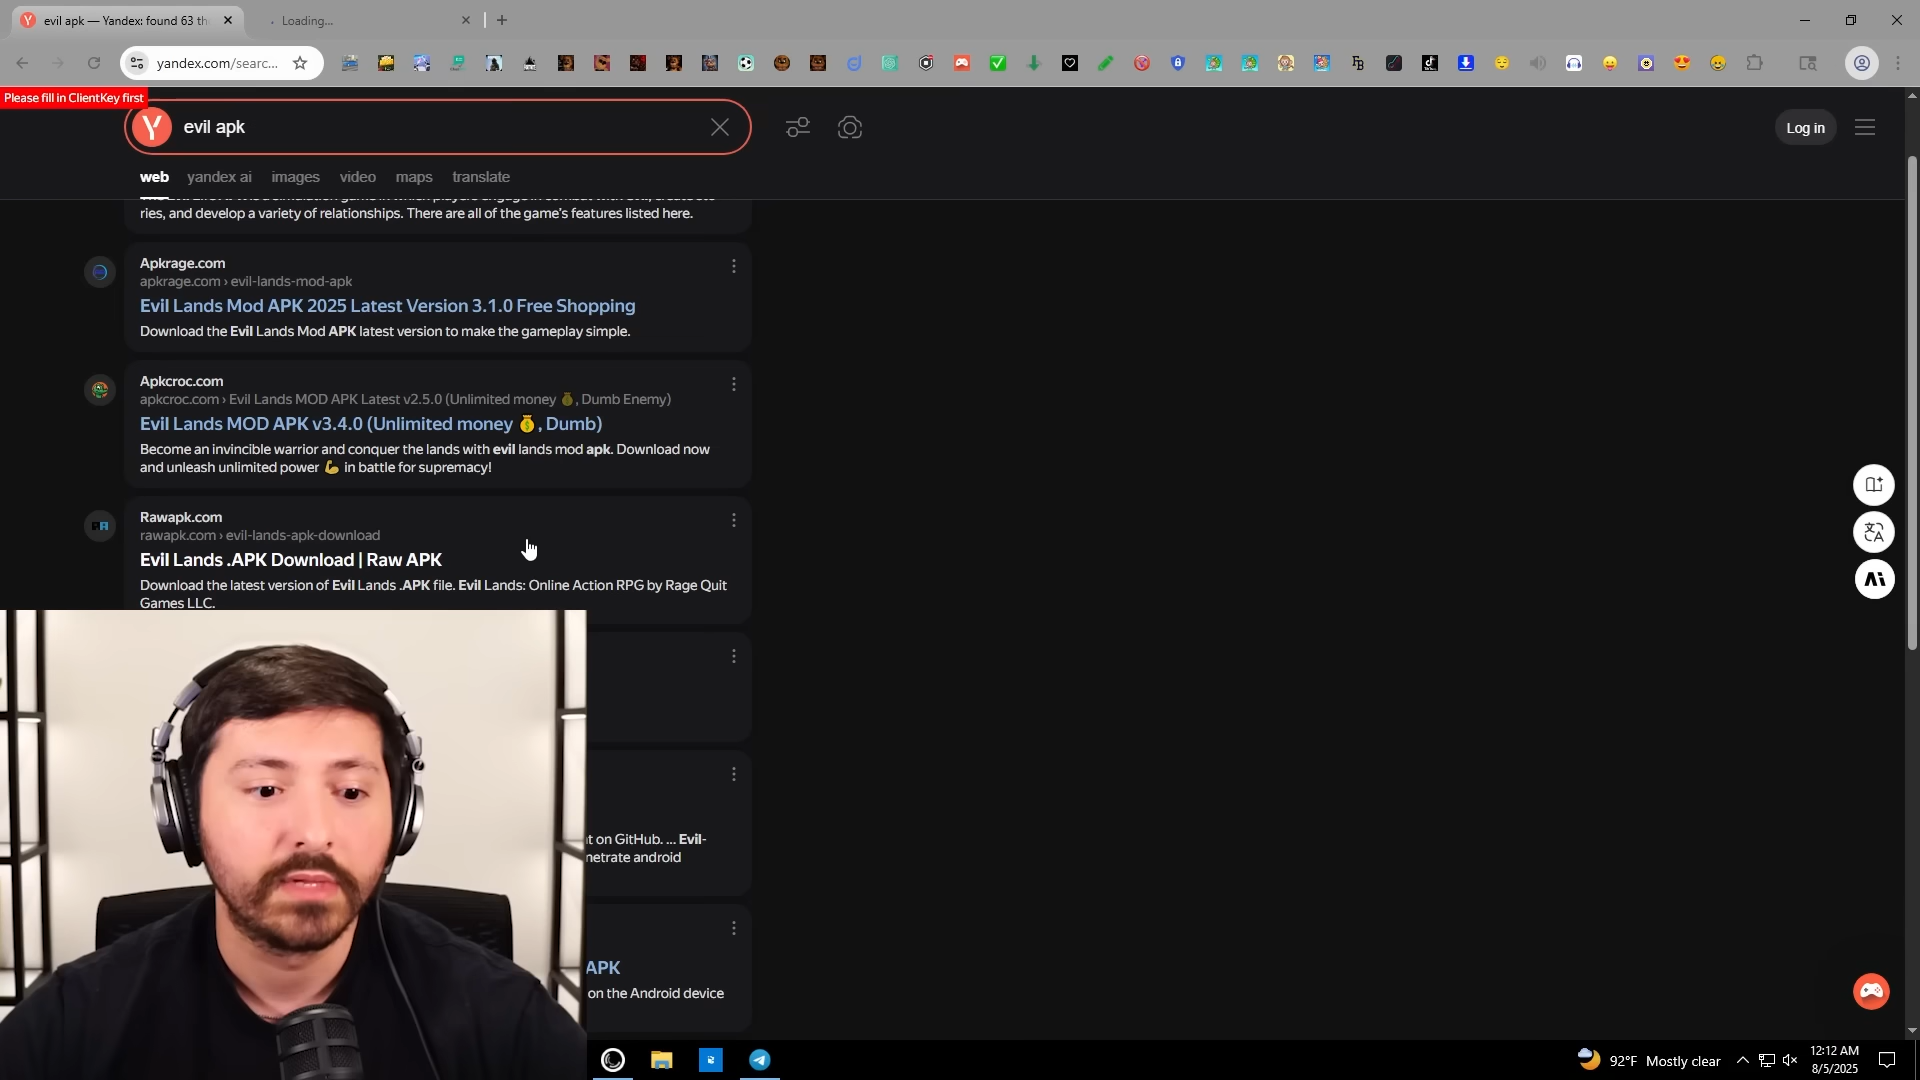 evil apk — Yandex: found 63 th
Loading...
yandex.com/searc...
Please fill in ClientKey first
evil apk
Log in
web
yandex ai
images
video
maps
translate
ries, and develop a variety of relationships. There are all of the game's features listed here.
Apkrage.com
apkrage.com › evil-lands-mod-apk
Evil Lands Mod APK 2025 Latest Version 3.1.0 Free Shopping
Download the Evil Lands Mod APK latest version to make the gameplay simple.
Apkcroc.com
apkcroc.com › Evil Lands MOD APK Latest v2.5.0 (Unlimited money 💰, Dumb Enemy)
Evil Lands MOD APK v3.4.0 (Unlimited money 💰, Dumb)
Become an invincible warrior and conquer the lands with evil lands mod apk. Download now
and unleash unlimited power 💪 in battle for supremacy!
Rawapk.com
rawapk.com › evil-lands-apk-download
Evil Lands .APK Download | Raw APK
Download the latest version of Evil Lands .APK file. Evil Lands: Online Action RPG by Rage Quit
Games LLC.
on GitHub. ... Evil-
netrate android
APK
on the Android device
92°F Mostly clear
12:12 AM
8/5/2025